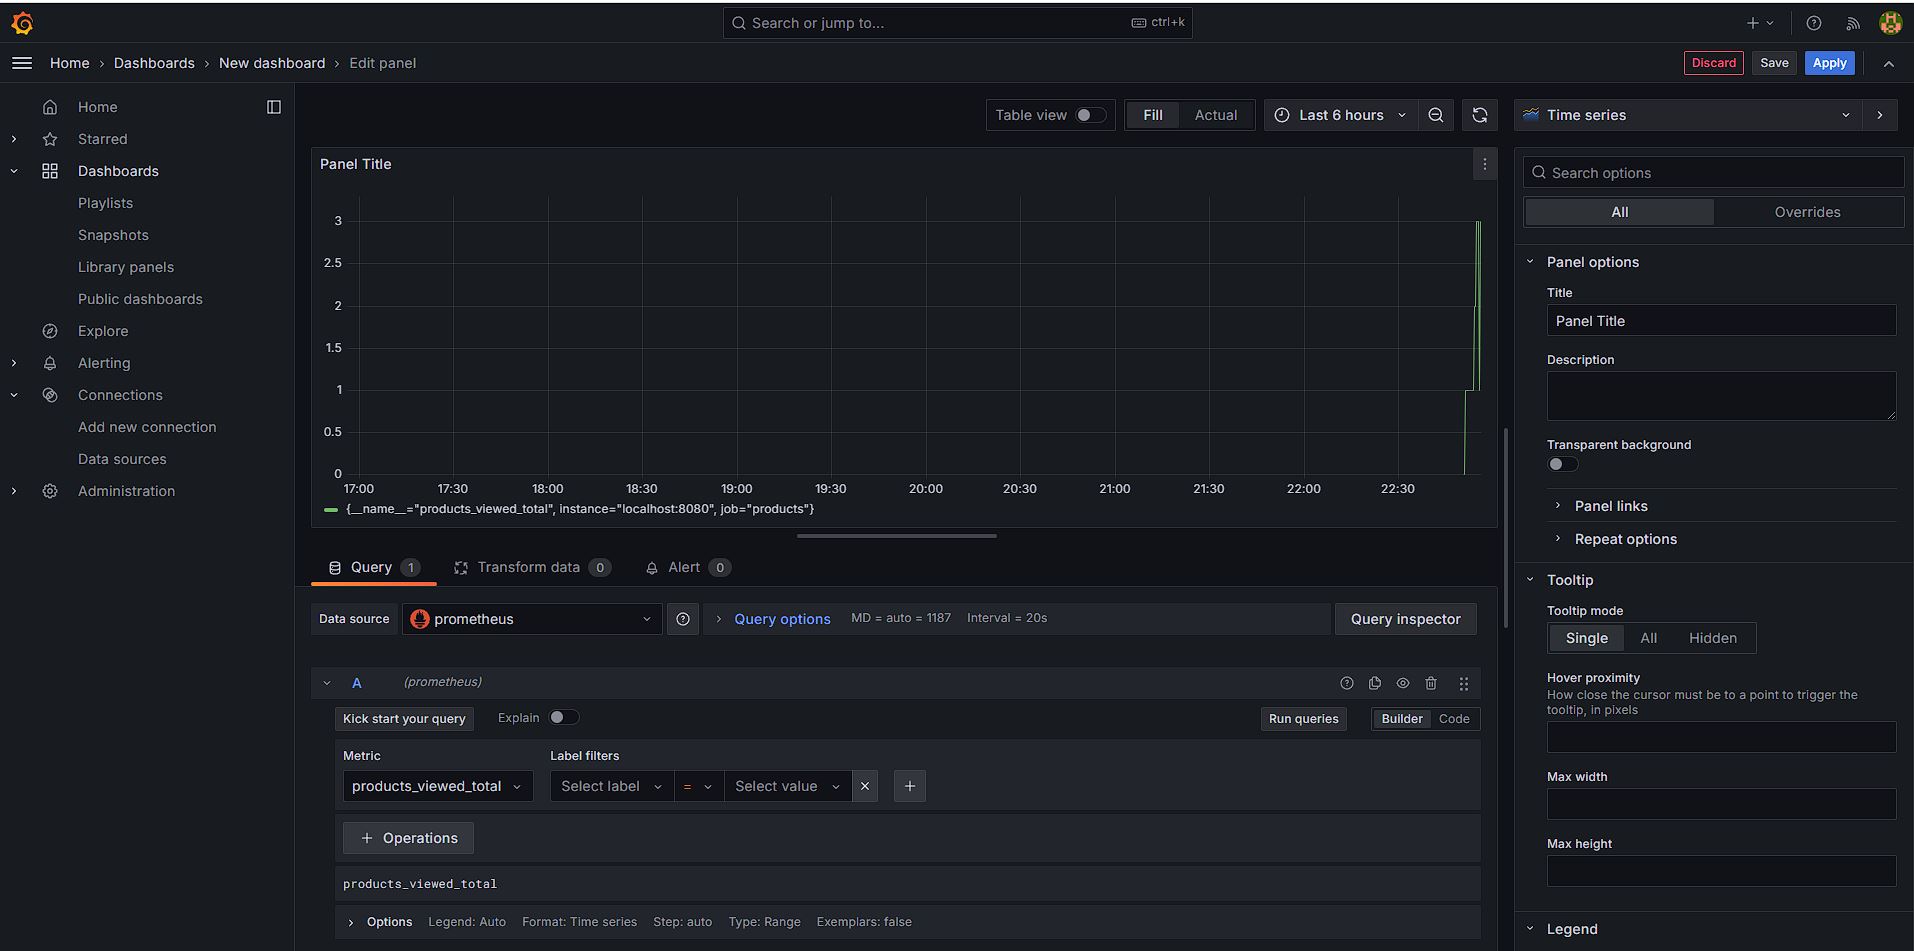 Search or jump to...
ctrl+k
Home › Dashboards › New dashboard › Edit panel
Discard
Save
Apply
Home
Starred
Dashboards
Playlists
Snapshots
Library panels
Public dashboards
Explore
Alerting
Connections
Add new connection
Data sources
Administration
Table view
Fill
Actual
Last 6 hours
Time series
Panel Title
3
2.5
2
1.5
1
0.5
0
17:00 17:30 18:00 18:30 19:00 19:30 20:00 20:30 21:00 21:30 22:00 22:30
{__name__="products_viewed_total", instance="localhost:8080", job="products"}
Query 1
Transform data 0
Alert 0
Data source
prometheus
Query options
MD = auto = 1187
Interval = 20s
Query inspector
A
(prometheus)
Kick start your query
Explain
Run queries
Builder
Code
Metric
Label filters
products_viewed_total
Select label
=
Select value
+ Operations
products_viewed_total
Options
Legend: Auto
Format: Time series
Step: auto
Type: Range
Exemplars: false
Search options
All
Overrides
Panel options
Title
Panel Title
Description
Transparent background
Panel links
Repeat options
Tooltip
Tooltip mode
Single
All
Hidden
Hover proximity
How close the cursor must be to a point to trigger the
tooltip, in pixels
Max width
Max height
Legend